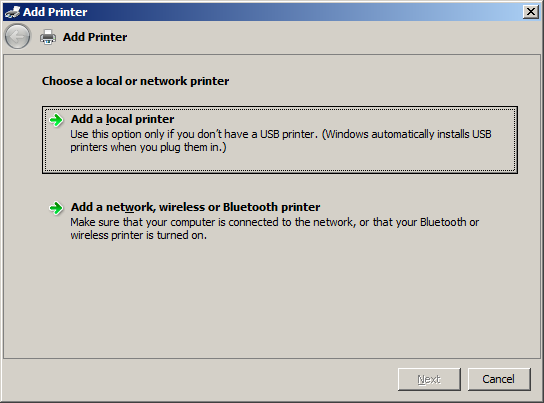 Add Printer
Add Printer
Choose a local or network printer
Add a local printer
Use this option only if you don't have a USB printer. (Windows automatically installs USB
printers when you plug them in.)
Add a network, wireless or Bluetooth printer
Make sure that your computer is connected to the network, or that your Bluetooth or
wireless printer is turned on.
Next Cancel